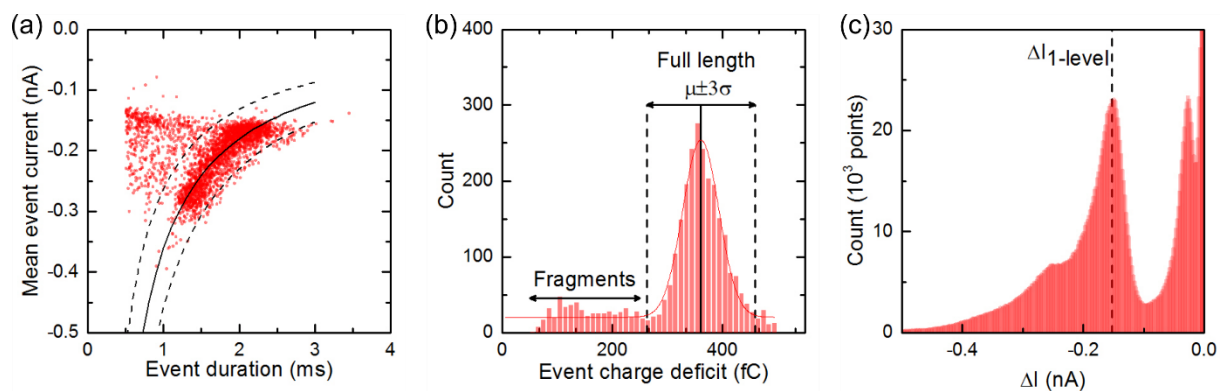 (a)
0.0
-0.1
-0.2
-0.3
-0.4
-0.5
0
1
2
3
4
Mean event current (nA)
Event duration (ms)
(b)
400
300
200
100
0
0
200
400
Count
Event charge deficit (fC)
Full length
μ±3σ
Fragments
(c)
30
20
10
0
-0.4
-0.2
0.0
Count (10³ points)
ΔI (nA)
ΔI1-level